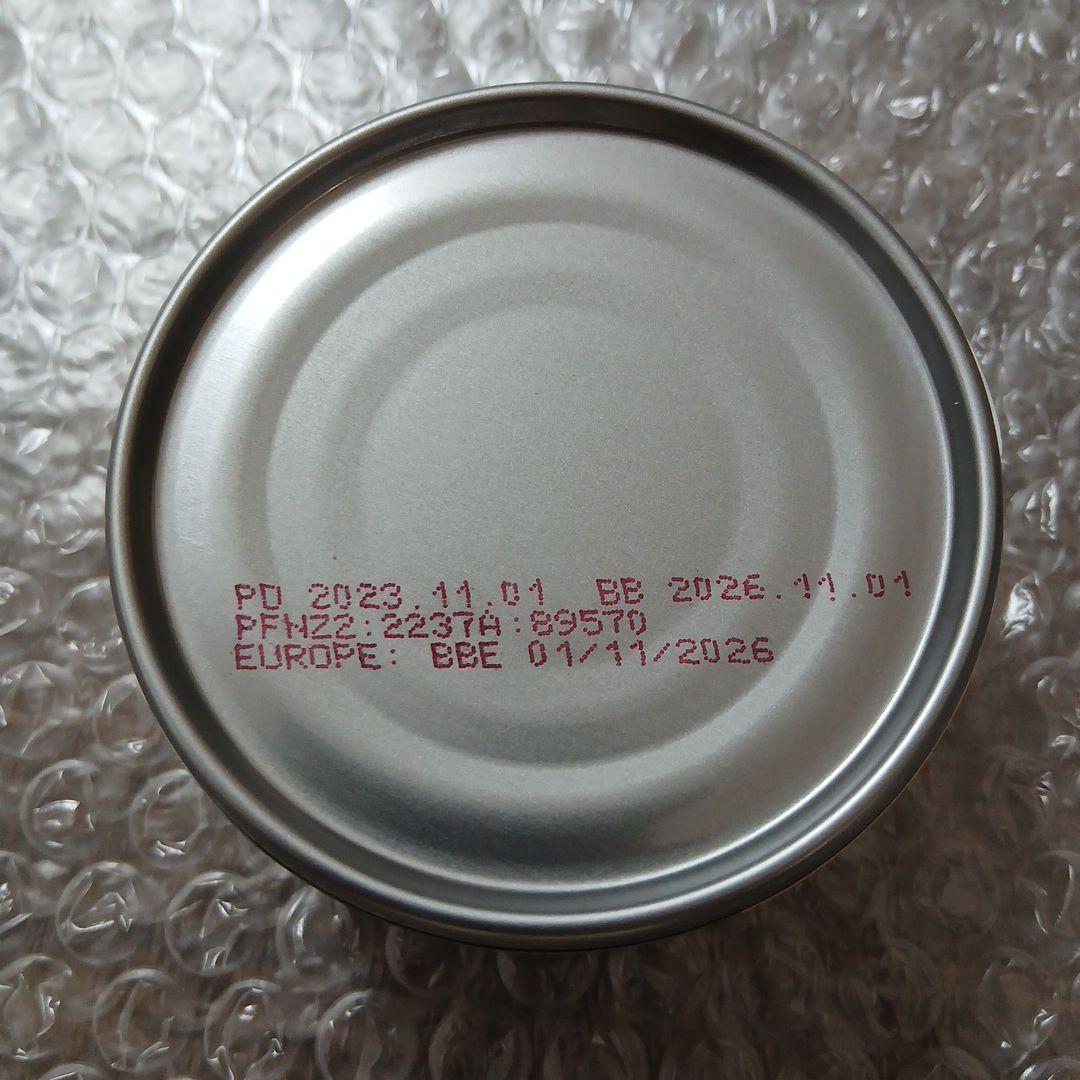 PD 2023.11.01 BB 2026.11.01
PFNZ2:2237A:89570
EUROPE: BBE 01/11/2026